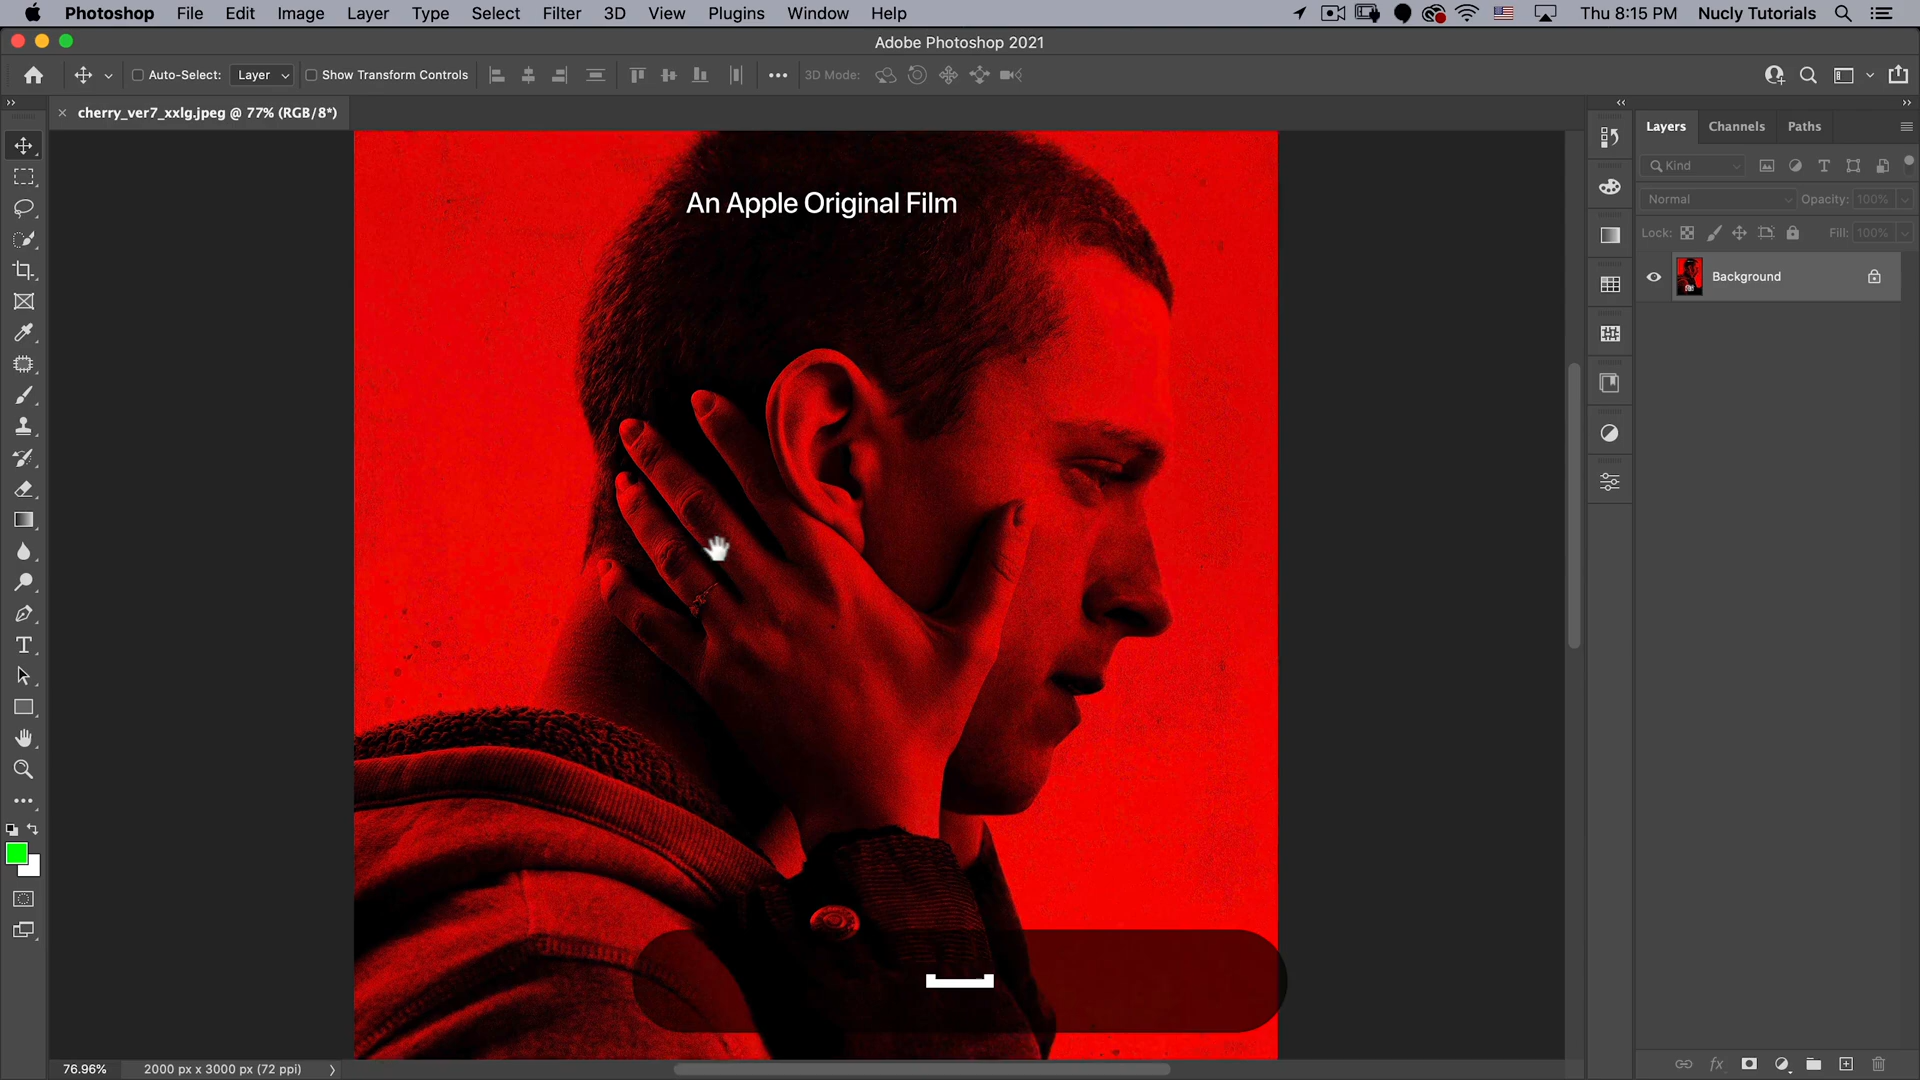 Photoshop File Edit Image Layer Type Select Filter 3D View Plugins Window Help Thu 8:15 PM Nucly Tutorials
Adobe Photoshop 2021
Auto-Select: Layer Show Transform Controls 3D Mode:
cherry_ver7_xxlg.jpeg @ 77% (RGB/8*)
Layers Channels Paths
Kind
Normal Opacity: 100%
Lock: Fill: 100%
Background
An Apple Original Film
76.96% 2000 px x 3000 px (72 ppi)